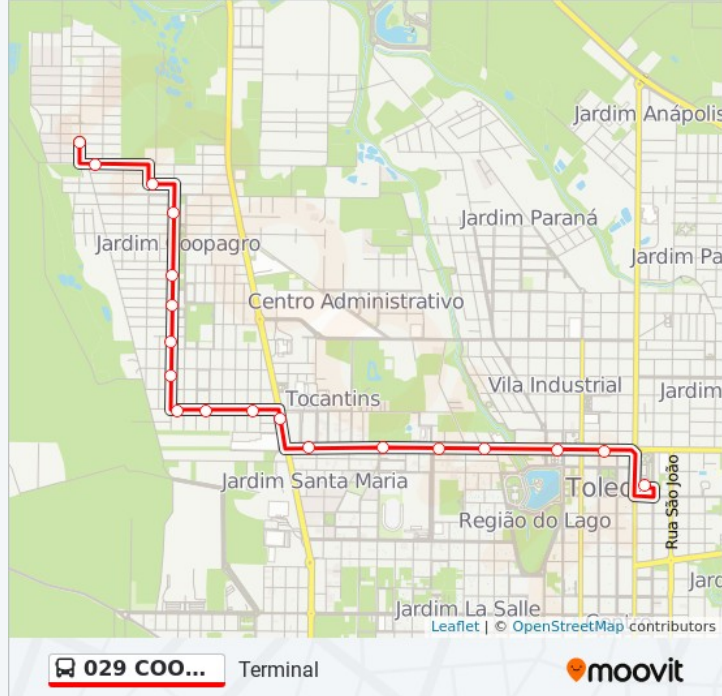 Jardim Anápolis
Jardim Paraná
Jardim Coopagro
Jardim Pa
Centro Administrativo
Vila Industrial
Jardim
Tocantins
Jardim Santa Maria
Toledo
Rua São João
Região do Lago
Jard
Jardim La Salle
Centro
Leaflet | © OpenStreetMap contributors
029 COO...
Terminal
moovit